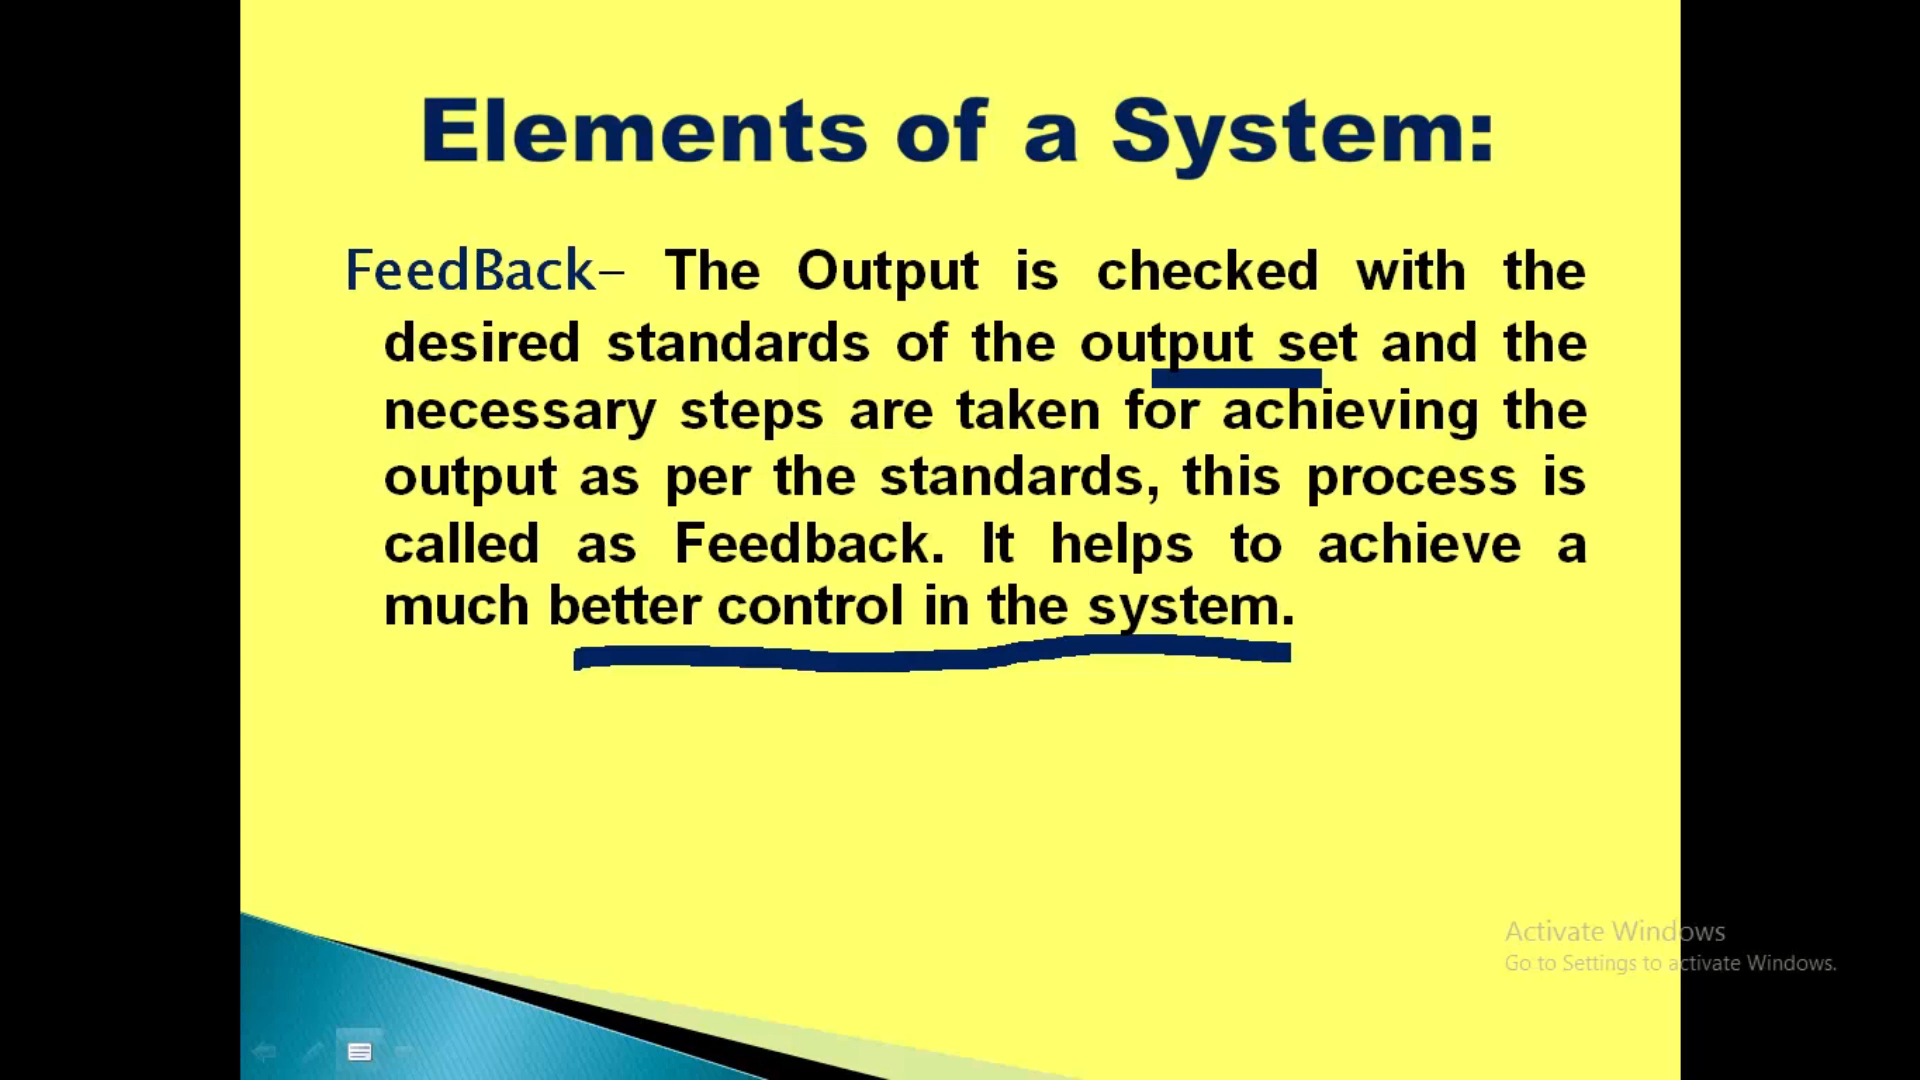 Elements of a System:
FeedBack- The Output is checked with the
desired standards of the output set and the
necessary steps are taken for achieving the
output as per the standards, this process is
called as Feedback. It helps to achieve a
much better control in the system.
Activate Windows
Go to Settings to activate Windows.